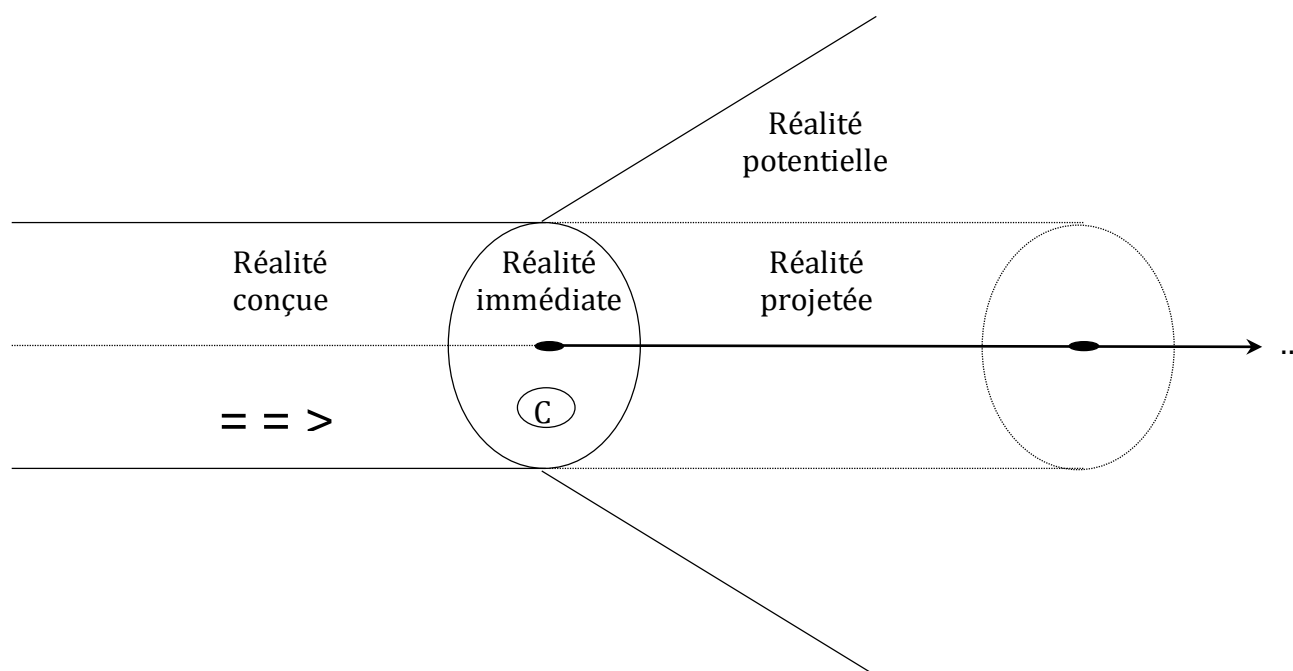 Réalité
potentielle
Réalité
conçue
Réalité
immédiate
Réalité
projetée
..
C
= = >